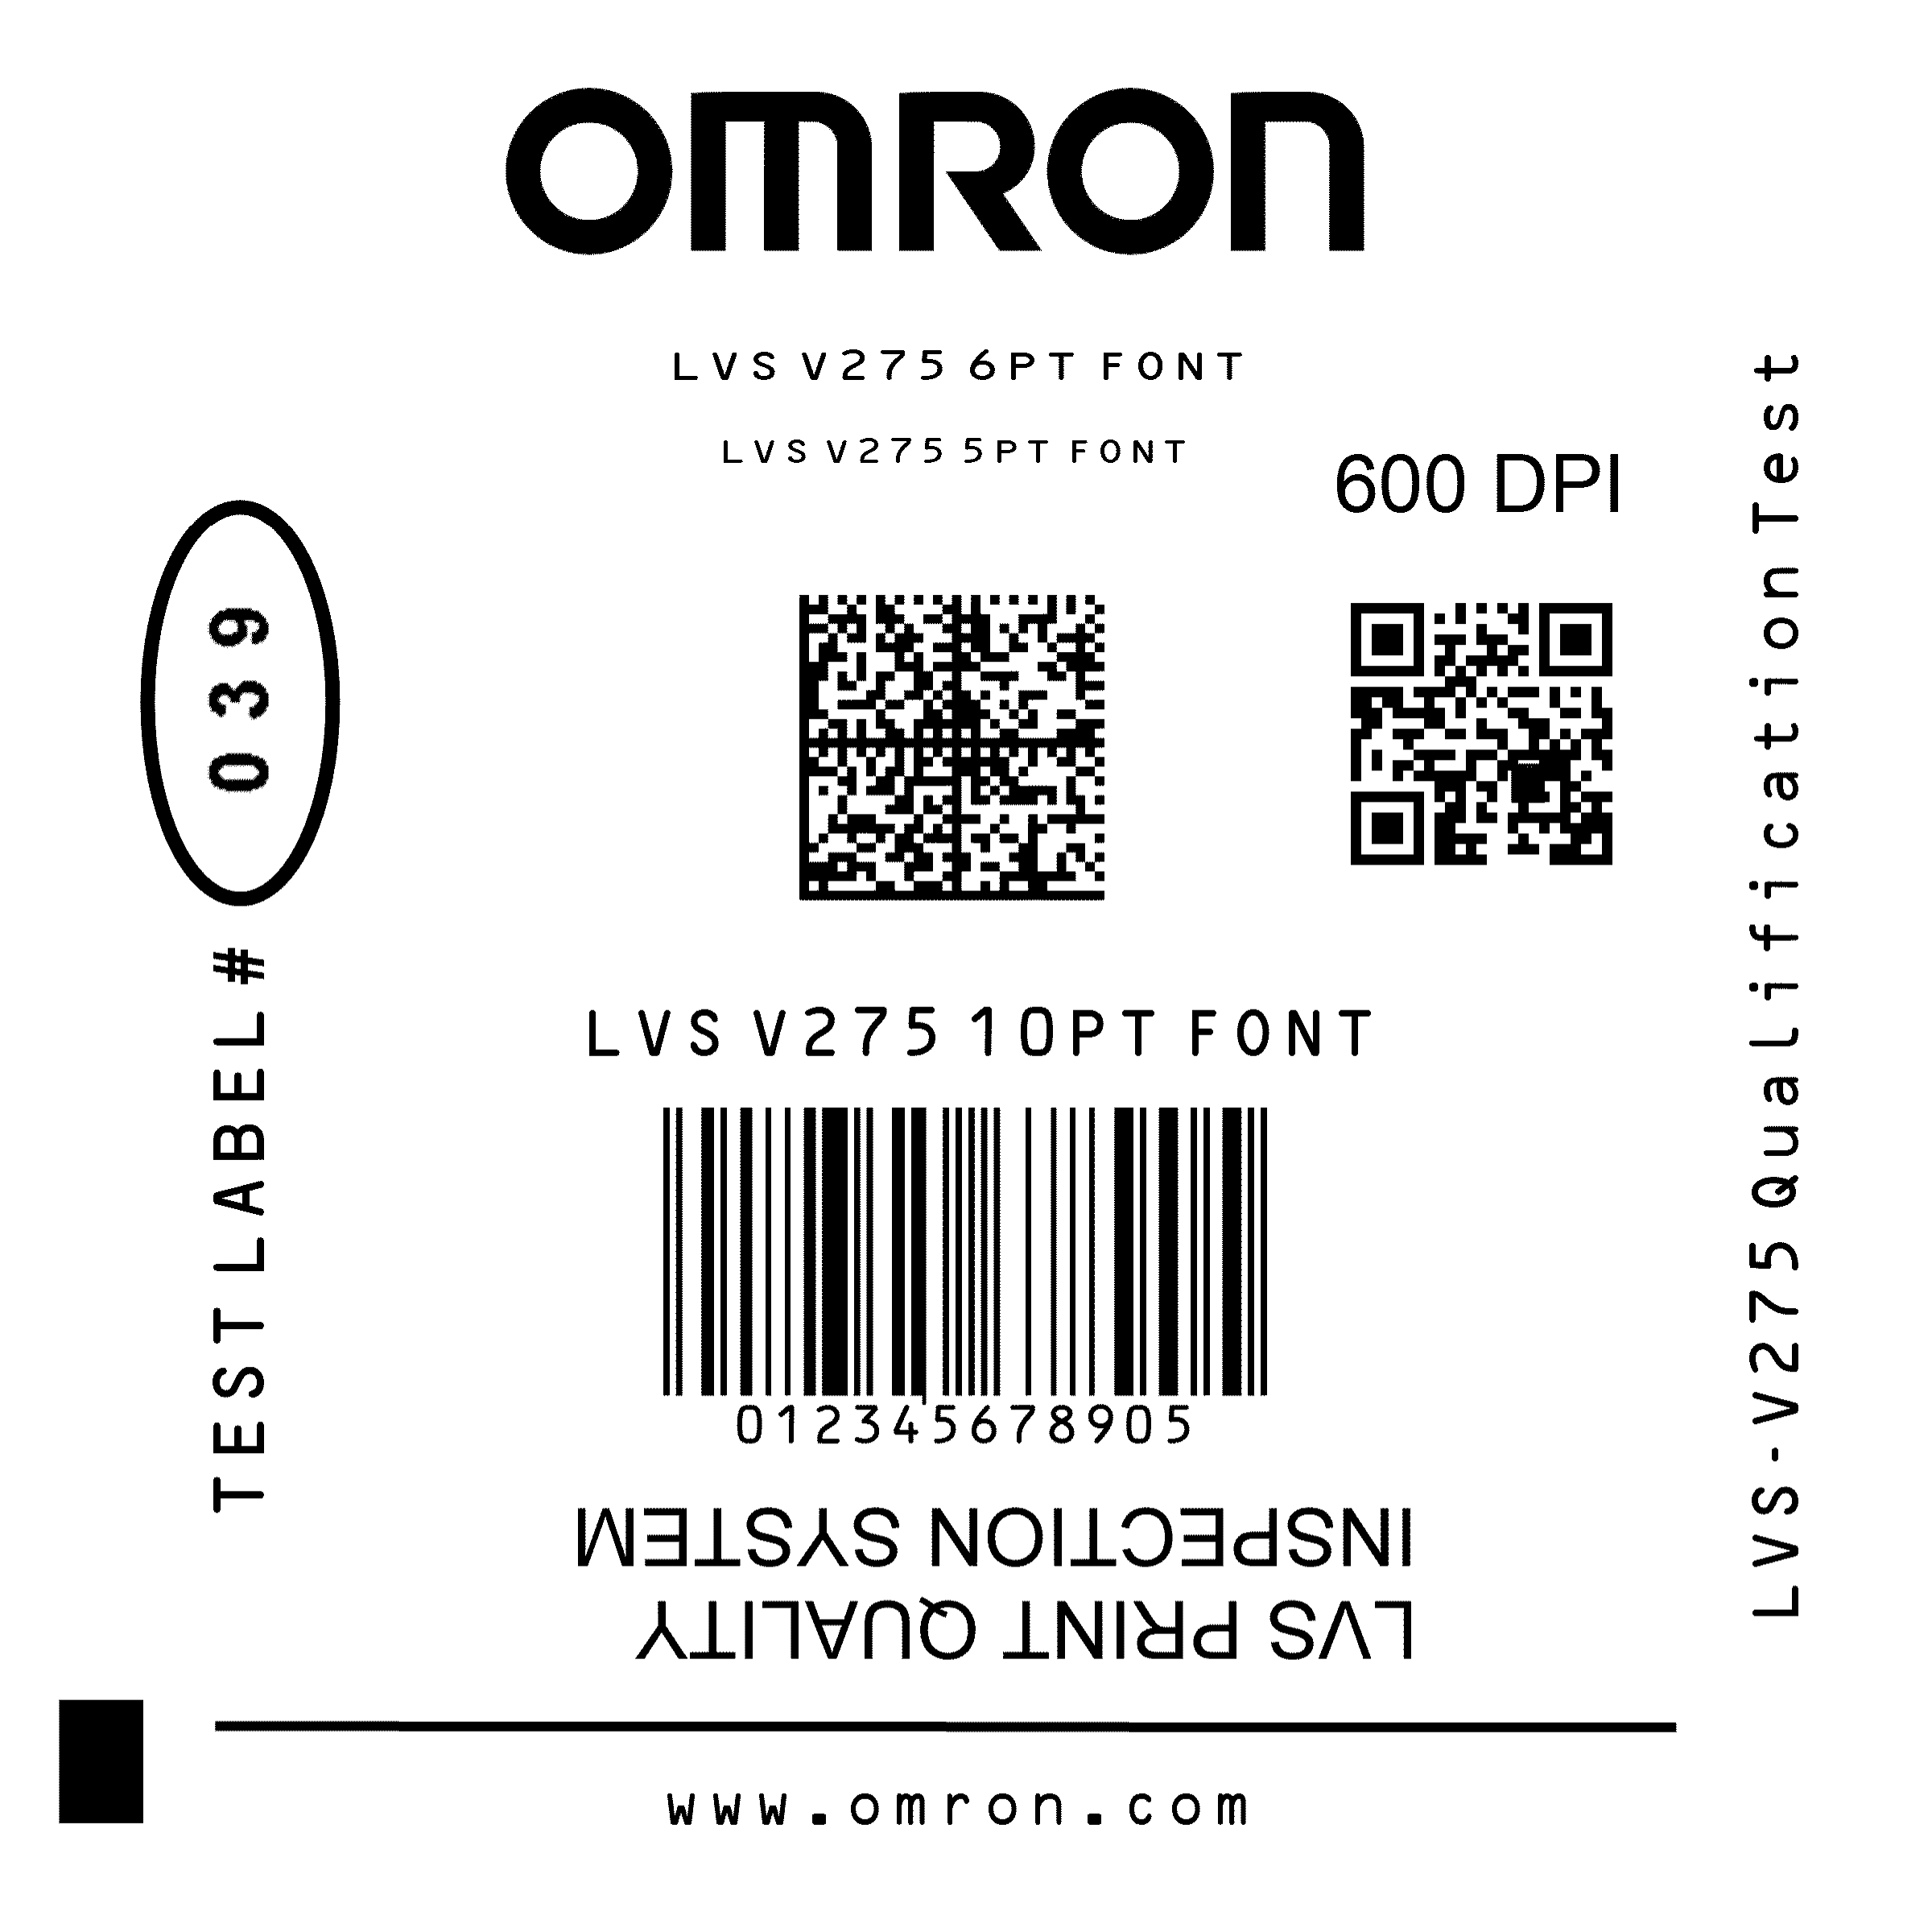 OMRON
LVS V275 6PT FONT
LVS V275 5PT FONT
600 DPI
TEST LABEL # 039
LVS-V275 Qualification Test
LVS V275 10PT FONT
012345678905
LVS PRINT QUALITY
INSPECTION SYSTEM
www.omron.com